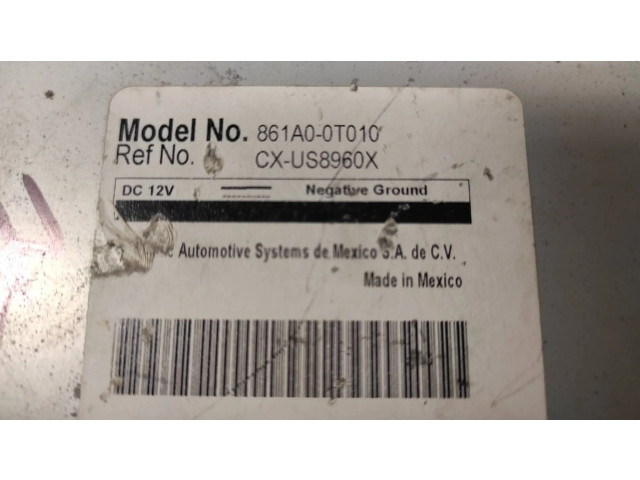 Model No. 861A0-0T010
Ref No. CX-US8960X
DC 12V Negative Ground
c Automotive Systems de Mexico S.A. de C.V.
Made in Mexico